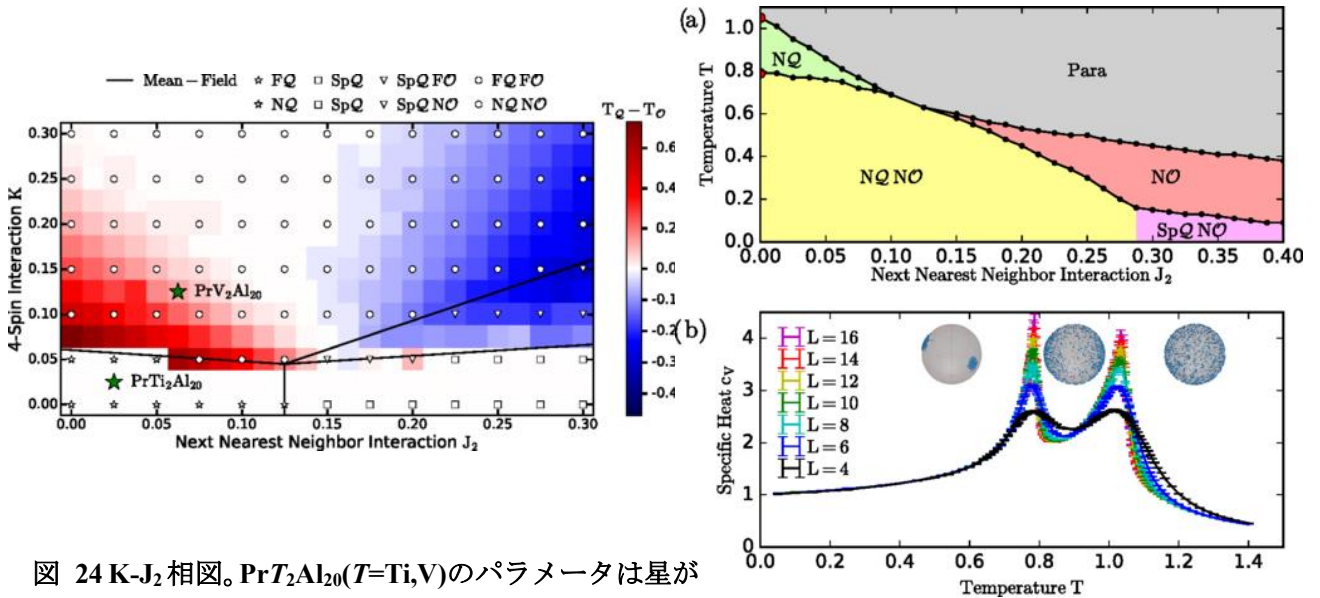 Mean-Field ☆ FQ □ SpQ ▽ SpQ FO ○ FQ FO
☆ NQ □ SpQ ▽ SpQ NO ○ NQ NO
T_Q - T_O
4-Spin Interaction K
0.30
0.25
0.20
0.15
0.10
0.05
0.00
PrV₂Al₂₀
PrTi₂Al₂₀
0.00 0.05 0.10 0.15 0.20 0.25 0.30
Next Nearest Neighbor Interaction J₂
0.6
0.4
0.2
0.0
-0.1
-0.2
-0.3
-0.4
(a)
Temperature T
1.0
0.8
0.6
0.4
0.2
0.0
NQ
Para
NQ NO
NO
SpQ NO
0.00 0.05 0.10 0.15 0.20 0.25 0.30 0.35 0.40
Next Nearest Neighbor Interaction J₂
(b)
Specific Heat c_V
4
3
2
1
0
L = 16
L = 14
L = 12
L = 10
L = 8
L = 6
L = 4
0.0 0.2 0.4 0.6 0.8 1.0 1.2 1.4
Temperature T
図 24 K-J₂ 相図。PrT₂Al₂₀(T=Ti,V)のパラメータは星が